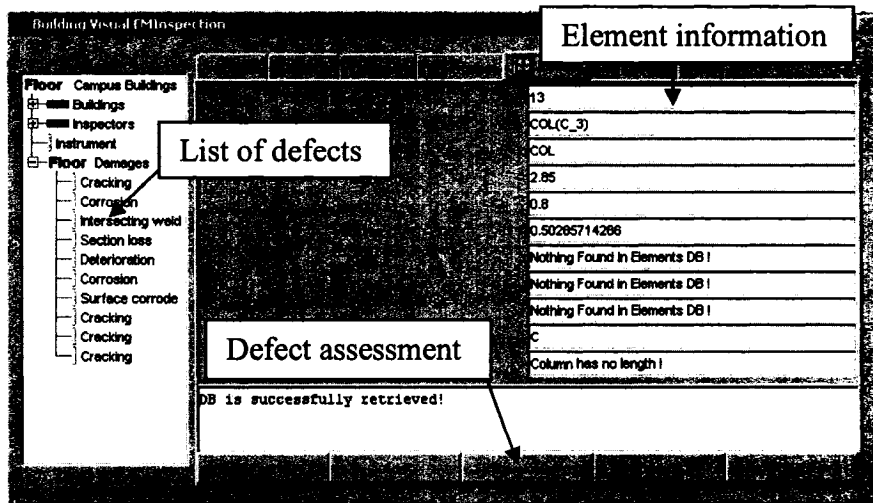 Building Visual FMInspection
Element information
Floor Campus Buildings
Buildings
Inspectors
Instrument
Floor Damages
Cracking
Corrosion
Intersecting weld
Section loss
Deterioration
Corrosion
Surface corrode
Cracking
Cracking
Cracking
List of defects
13
COL(C_3)
COL
2.85
0.8
0.50285714286
Nothing Found in Elements DB !
Nothing Found in Elements DB !
Nothing Found in Elements DB !
C
Column has no length !
Defect assessment
DB is successfully retrieved!